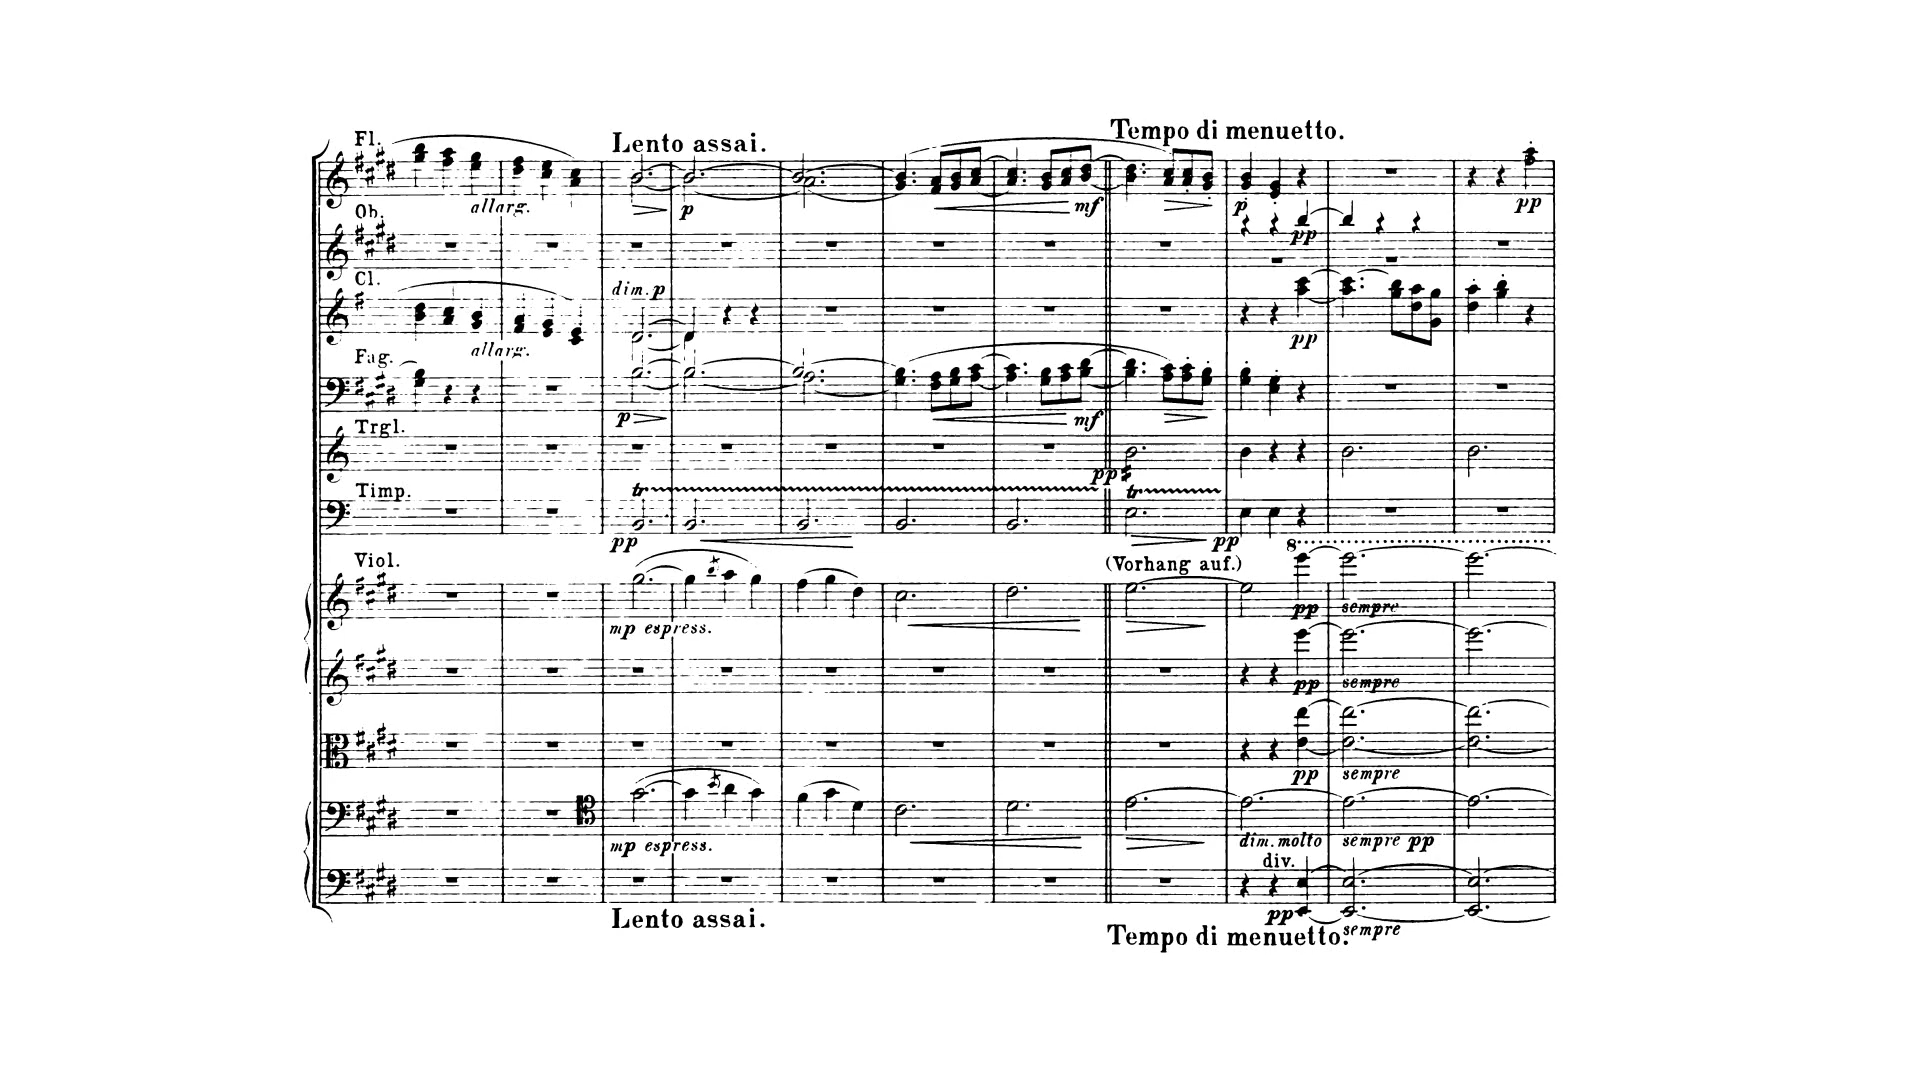 Tempo di menuetto.
Fl.
Lento assai.
allarg.
p
mf
p
pp
Ob.
pp
Cl.
dim. p
allarg.
pp
Fag.
p
mf
Trgl.
pp
Timp.
tr
tr
pp
pp
8
Viol.
(Vorhang auf.)
mp espress.
pp sempre
pp sempre
pp sempre
mp espress.
dim. molto
sempre pp
div.
pp
sempre
Lento assai.
Tempo di menuetto.